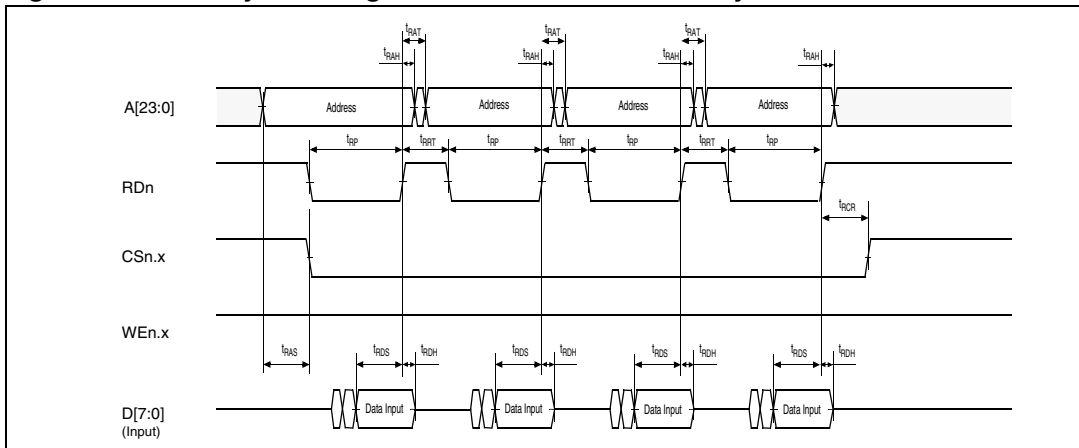 tRAT tRAT tRAT
tRAH tRAH tRAH tRAH
A[23:0] Address Address Address Address
tRP tRRT tRP tRRT tRP tRRT tRP
RDn
tRCR
CSn.x
WEn.x
tRAS tRDS tRDH tRDS tRDH tRDS tRDH tRDS tRDH
D[7:0] Data Input Data Input Data Input Data Input
(Input)